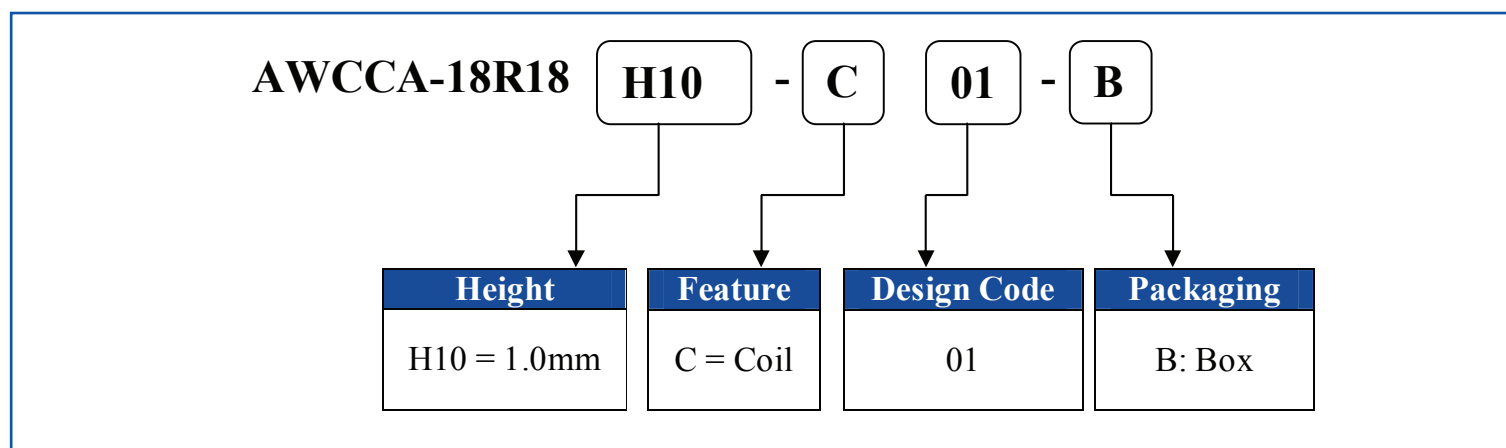 AWCCA-18R18 H10 - C 01 - B
Height Feature Design Code Packaging
H10 = 1.0mm C = Coil 01 B: Box